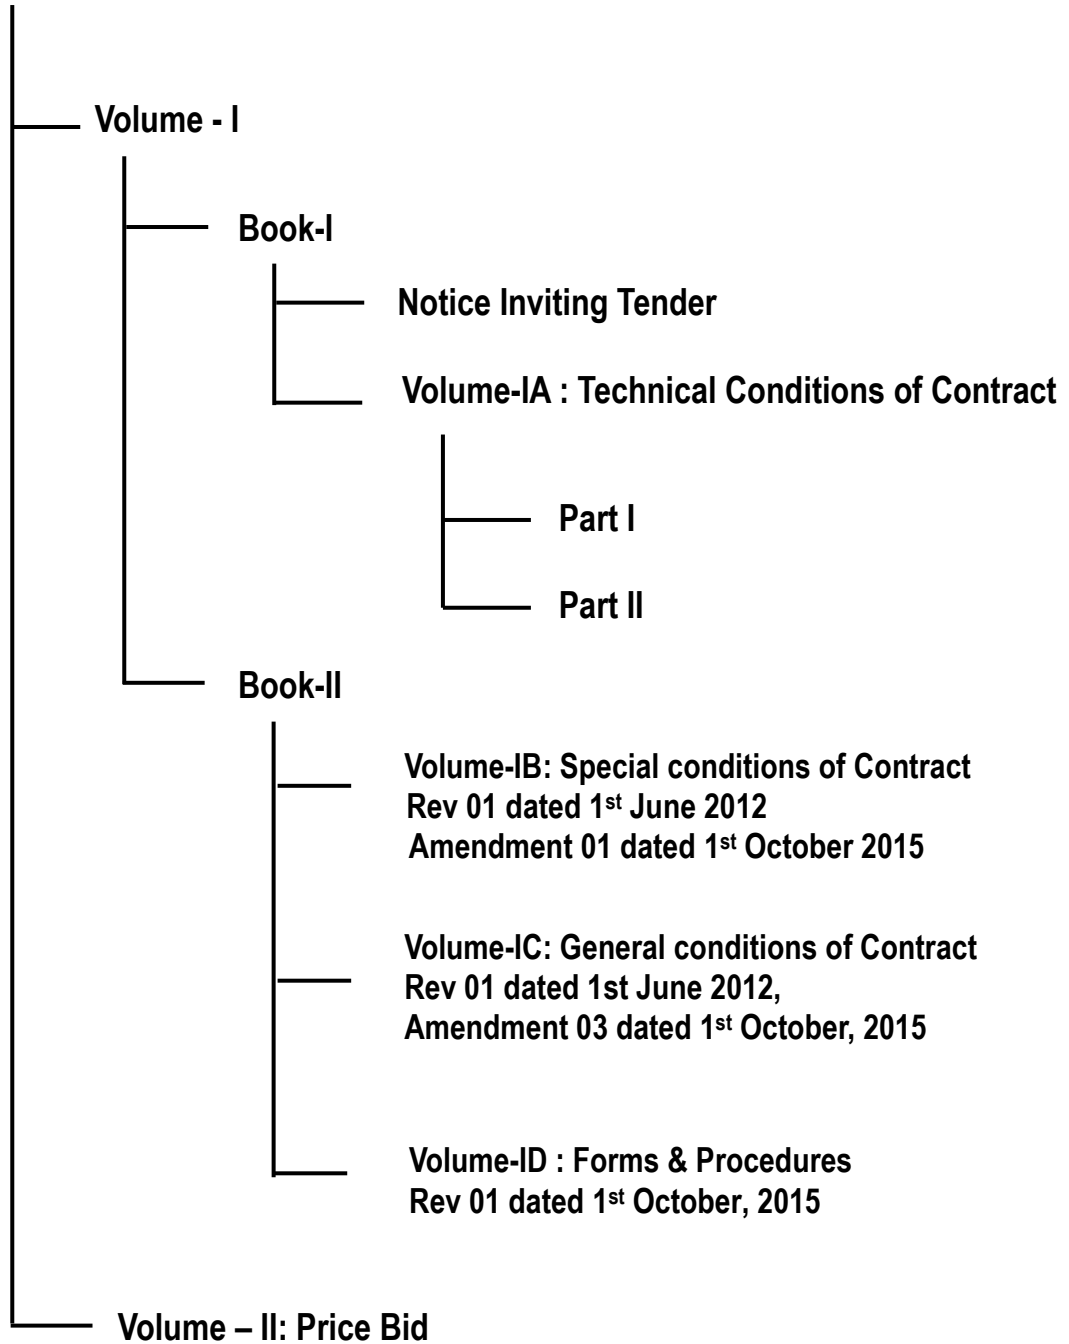 Volume - I
Book-I
Notice Inviting Tender
Volume-IA : Technical Conditions of Contract
Part I
Part II
Book-II
Volume-IB: Special conditions of Contract
Rev 01 dated 1st June 2012
Amendment 01 dated 1st October 2015
Volume-IC: General conditions of Contract
Rev 01 dated 1st June 2012,
Amendment 03 dated 1st October, 2015
Volume-ID : Forms & Procedures
Rev 01 dated 1st October, 2015
Volume – II: Price Bid